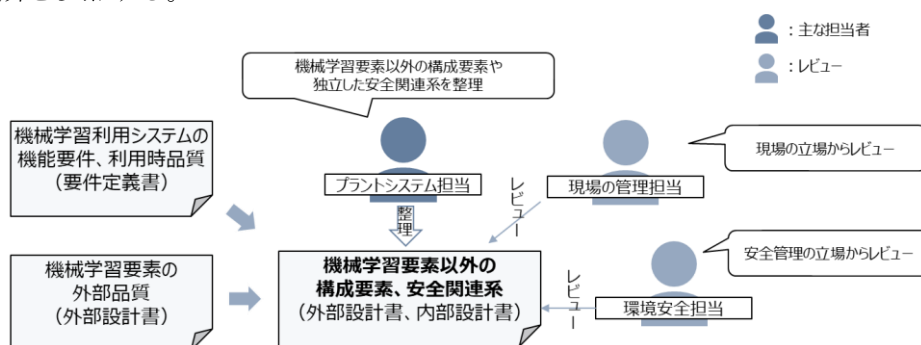 ：主な担当者
：レビュー
機械学習要素以外の構成要素や
独立した安全関連系を整理
機械学習利用システムの
機能要件、利用時品質
（要件定義書）
現場の立場からレビュー
プラントシステム担当
現場の管理担当
レビュー
整理
安全管理の立場からレビュー
機械学習要素の
外部品質
（外部設計書）
機械学習要素以外の
構成要素、安全関連系
（外部設計書、内部設計書）
レビュー
環境安全担当